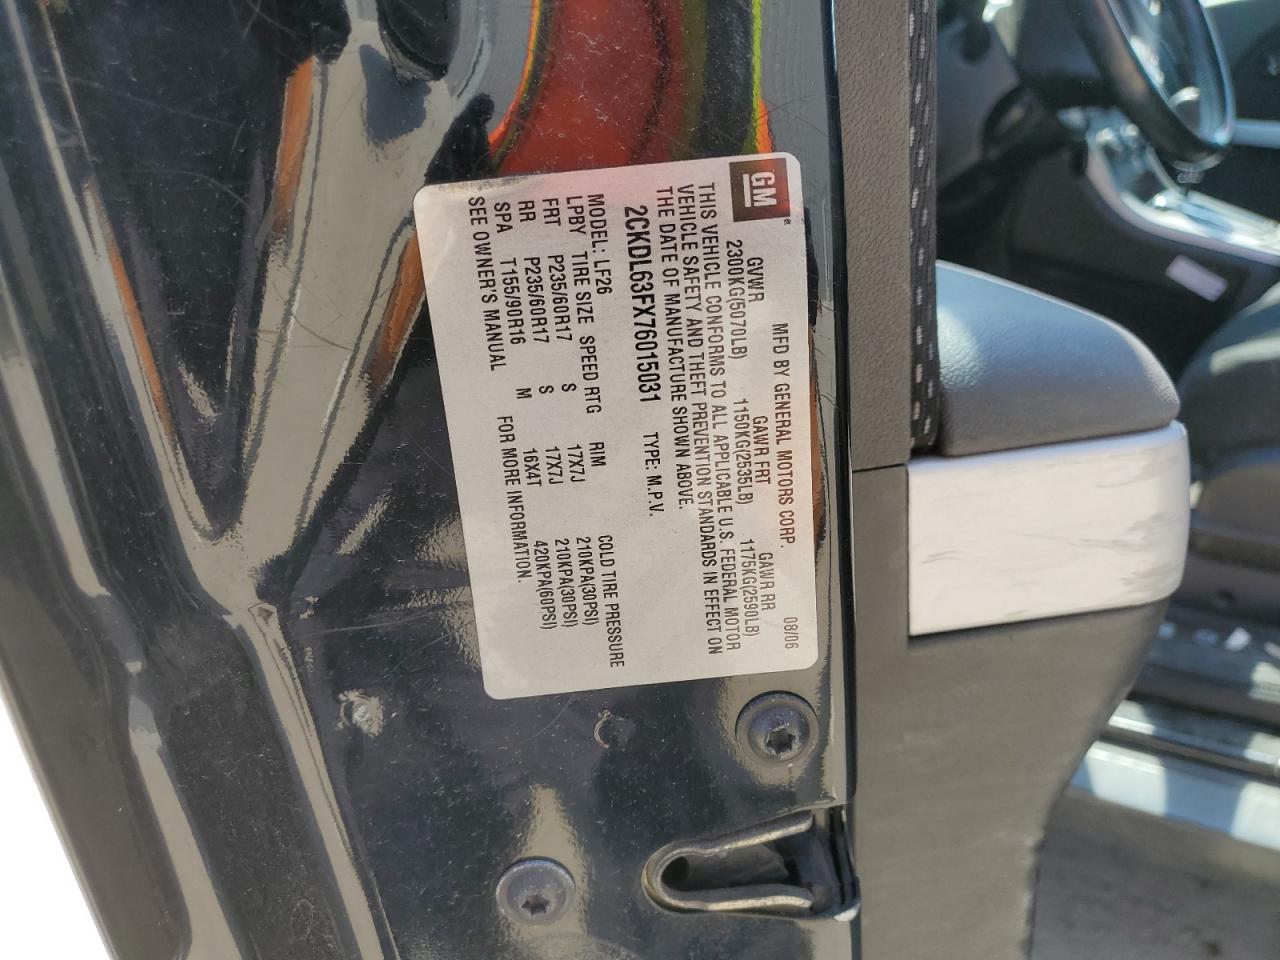 GM
MFD BY GENERAL MOTORS CORP. 08/06
GVWR GAWR FRT GAWR RR
2300KG(5070LB) 1150KG(2535LB) 1175KG(2590LB)
THIS VEHICLE CONFORMS TO ALL APPLICABLE U.S. FEDERAL MOTOR
VEHICLE SAFETY AND THEFT PREVENTION STANDARDS IN EFFECT ON
THE DATE OF MANUFACTURE SHOWN ABOVE.
2CKDL63FX76015031 TYPE: M.P.V.
MODEL: LF26
LPBY TIRE SIZE SPEED RTG RIM COLD TIRE PRESSURE
FRT P235/60R17 S 17X7J 210KPA(30PSI)
RR P235/60R17 S 17X7J 210KPA(30PSI)
SPA T155/90R16 M 16X4T 420KPA(60PSI)
SEE OWNER'S MANUAL FOR MORE INFORMATION.